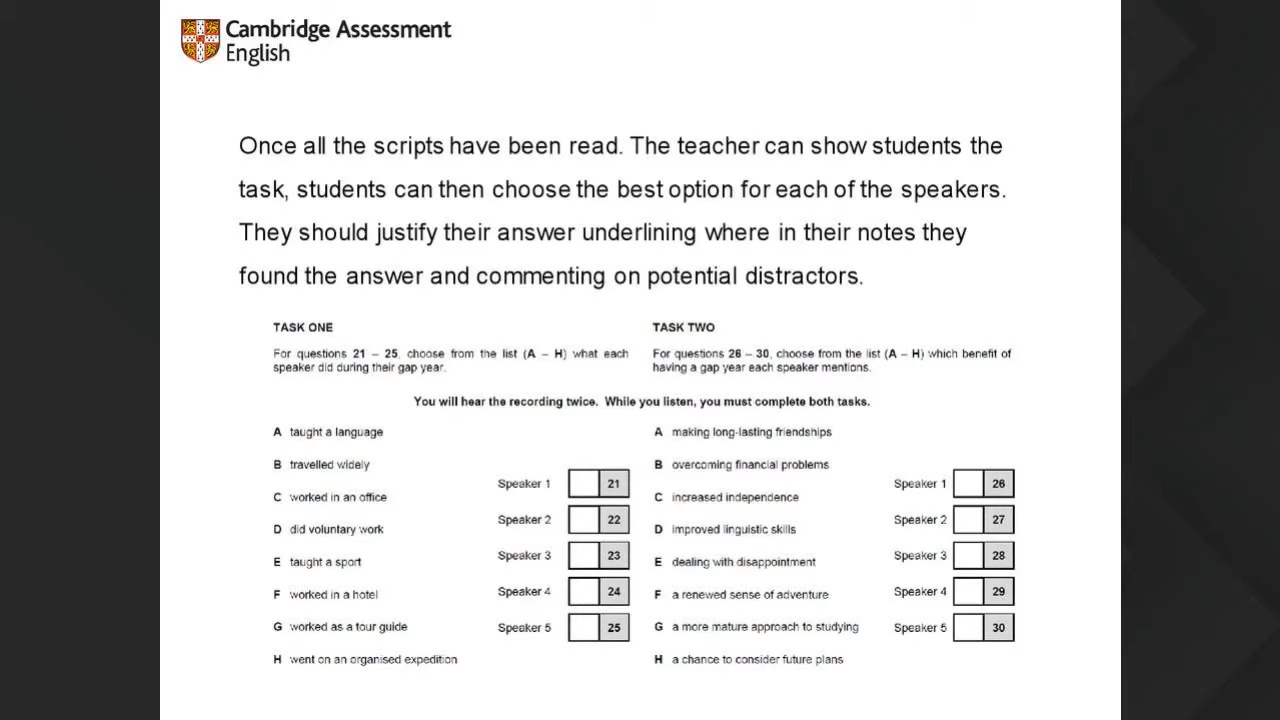 Cambridge Assessment
English
Once all the scripts have been read. The teacher can show students the
task, students can then choose the best option for each of the speakers.
They should justify their answer underlining where in their notes they
found the answer and commenting on potential distractors.
TASK ONE
For questions 21 – 25, choose from the list (A – H) what each
speaker did during their gap year.
TASK TWO
For questions 26 – 30, choose from the list (A – H) which benefit of
having a gap year each speaker mentions.
You will hear the recording twice. While you listen, you must complete both tasks.
A taught a language
B travelled widely
C worked in an office
D did voluntary work
E taught a sport
F worked in a hotel
G worked as a tour guide
H went on an organised expedition
Speaker 1 21
Speaker 2 22
Speaker 3 23
Speaker 4 24
Speaker 5 25
A making long-lasting friendships
B overcoming financial problems
C increased independence
D improved linguistic skills
E dealing with disappointment
F a renewed sense of adventure
G a more mature approach to studying
H a chance to consider future plans
Speaker 1 26
Speaker 2 27
Speaker 3 28
Speaker 4 29
Speaker 5 30